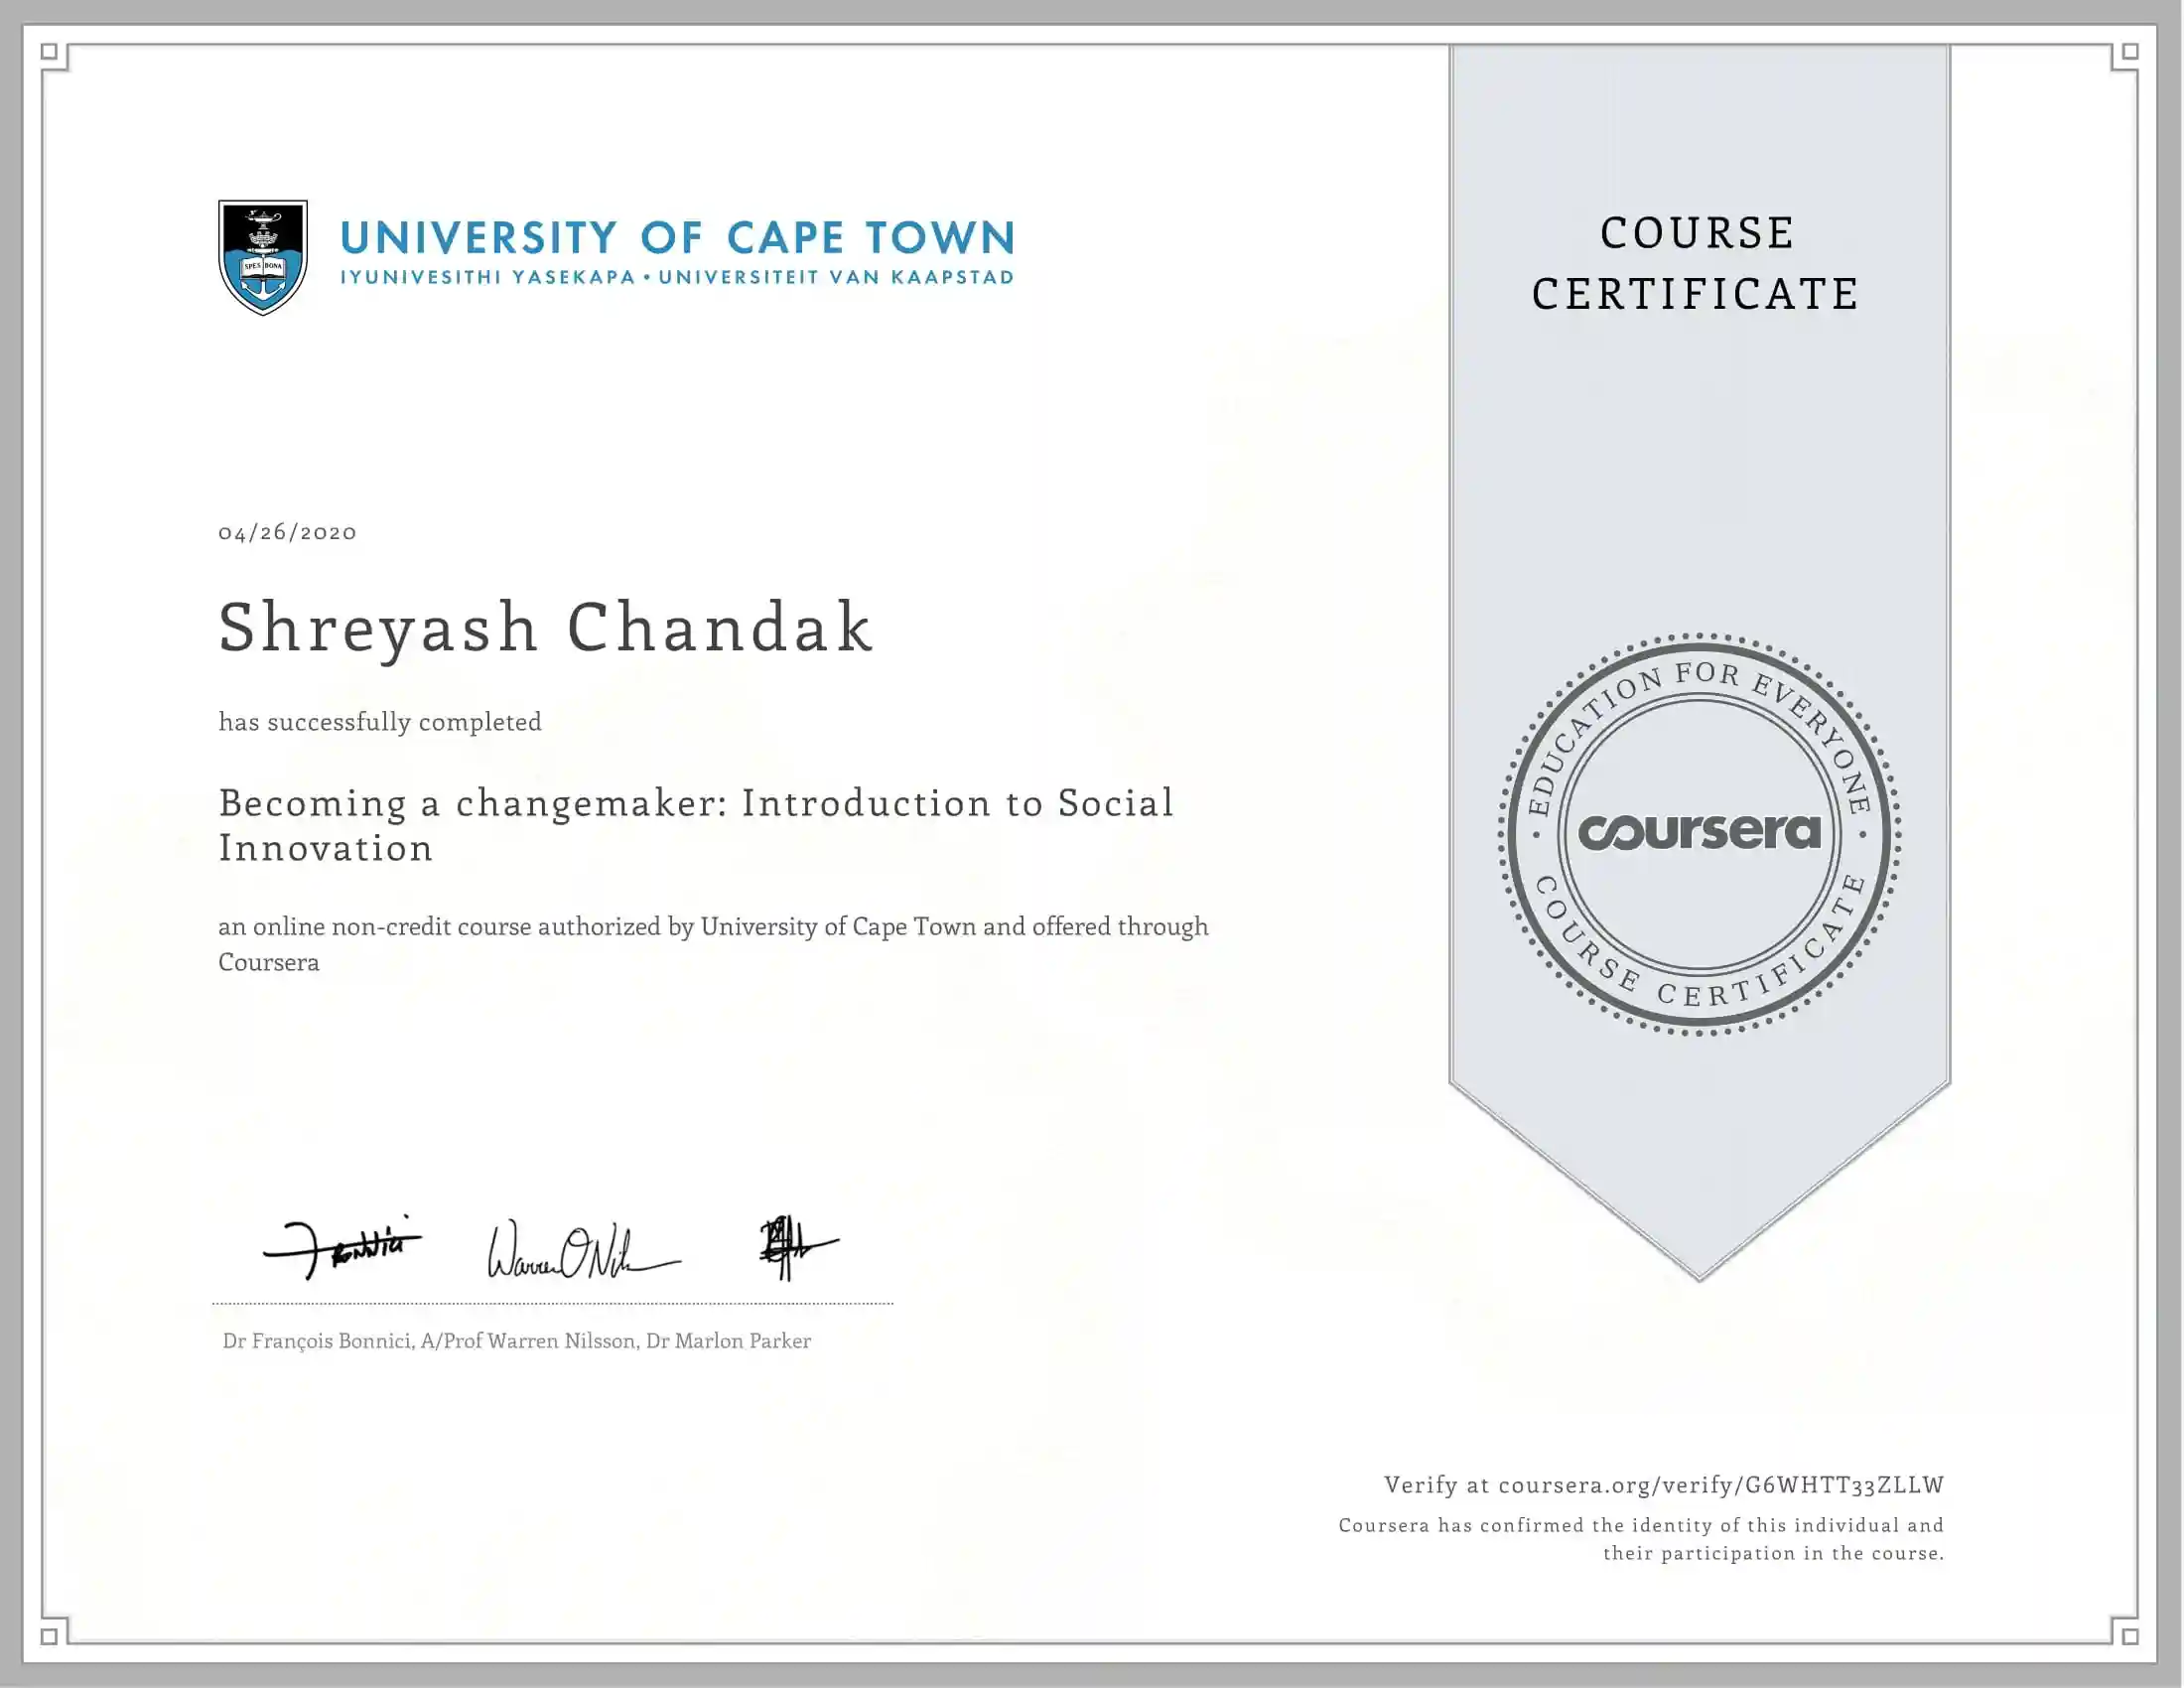 UNIVERSITY OF CAPE TOWN
IYUNIVESITHI YASEKAPA • UNIVERSITEIT VAN KAAPSTAD
SPES BONA
COURSE
CERTIFICATE
04/26/2020
Shreyash Chandak
has successfully completed
Becoming a changemaker: Introduction to Social
Innovation
an online non-credit course authorized by University of Cape Town and offered through
Coursera
EDUCATION FOR EVERYONE
coursera
COURSE CERTIFICATE
Dr François Bonnici, A/Prof Warren Nilsson, Dr Marlon Parker
Verify at coursera.org/verify/G6WHTT33ZLLW
Coursera has confirmed the identity of this individual and
their participation in the course.